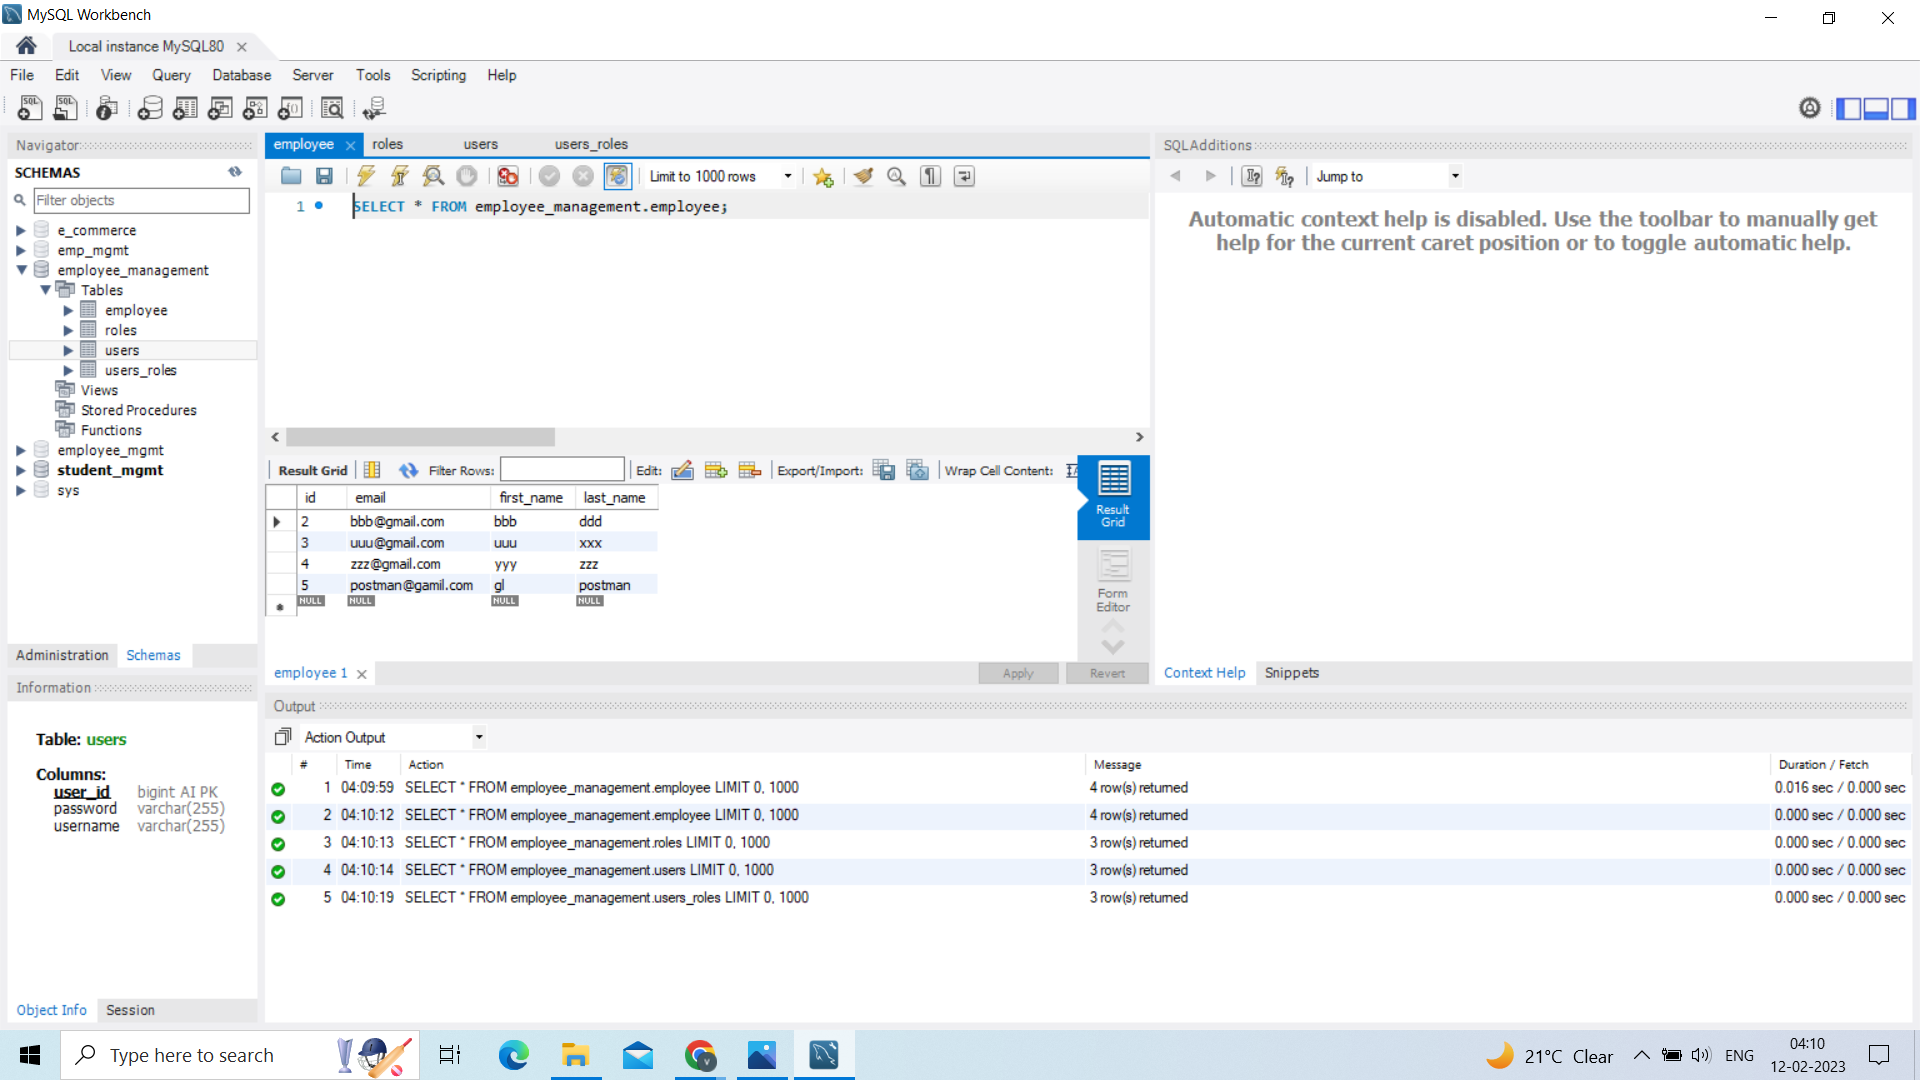 MySQL Workbench
Local instance MySQL80
File Edit View Query Database Server Tools Scripting Help
Navigator
SCHEMAS
Filter objects
e_commerce
emp_mgmt
employee_management
Tables
employee
roles
users
users_roles
Views
Stored Procedures
Functions
employee_mgmt
student_mgmt
sys
Administration Schemas
Information
Table: users
Columns:
user_id bigint AI PK
password varchar(255)
username varchar(255)
Object Info Session
employee roles users users_roles
Limit to 1000 rows
1 SELECT * FROM employee_management.employee;
Result Grid Filter Rows: Edit: Export/Import: Wrap Cell Content:
id email first_name last_name
2 bbb@gmail.com bbb ddd
3 uuu@gmail.com uuu xxx
4 zzz@gmail.com yyy zzz
5 postman@gamil.com gl postman
NULL NULL NULL NULL
Result
Grid
Form
Editor
employee 1
Apply Revert
SQLAdditions
Jump to
Automatic context help is disabled. Use the toolbar to manually get
help for the current caret position or to toggle automatic help.
Context Help Snippets
Output
Action Output
# Time Action Message Duration / Fetch
1 04:09:59 SELECT * FROM employee_management.employee LIMIT 0, 1000 4 row(s) returned 0.016 sec / 0.000 sec
2 04:10:12 SELECT * FROM employee_management.employee LIMIT 0, 1000 4 row(s) returned 0.000 sec / 0.000 sec
3 04:10:13 SELECT * FROM employee_management.roles LIMIT 0, 1000 3 row(s) returned 0.000 sec / 0.000 sec
4 04:10:14 SELECT * FROM employee_management.users LIMIT 0, 1000 3 row(s) returned 0.000 sec / 0.000 sec
5 04:10:19 SELECT * FROM employee_management.users_roles LIMIT 0, 1000 3 row(s) returned 0.000 sec / 0.000 sec
Type here to search
21°C Clear
ENG
04:10
12-02-2023